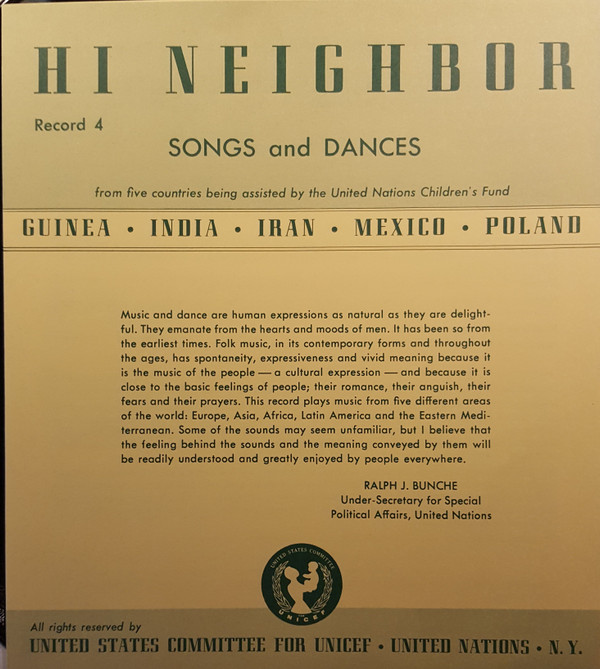 HI NEIGHBOR
Record 4
SONGS and DANCES
from five countries being assisted by the United Nations Children's Fund
GUINEA • INDIA • IRAN • MEXICO • POLAND
Music and dance are human expressions as natural as they are delight-
ful. They emanate from the hearts and moods of men. It has been so from
the earliest times. Folk music, in its contemporary forms and throughout
the ages, has spontaneity, expressiveness and vivid meaning because it
is the music of the people — a cultural expression — and because it is
close to the basic feelings of people; their romance, their anguish, their
fears and their prayers. This record plays music from five different areas
of the world: Europe, Asia, Africa, Latin America and the Eastern Medi-
terranean. Some of the sounds may seem unfamiliar, but I believe that
the feeling behind the sounds and the meaning conveyed by them will
be readily understood and greatly enjoyed by people everywhere.
RALPH J. BUNCHE
Under-Secretary for Special
Political Affairs, United Nations
UNITED STATES COMMITTEE
UNICEF
All rights reserved by
UNITED STATES COMMITTEE FOR UNICEF • UNITED NATIONS • N. Y.